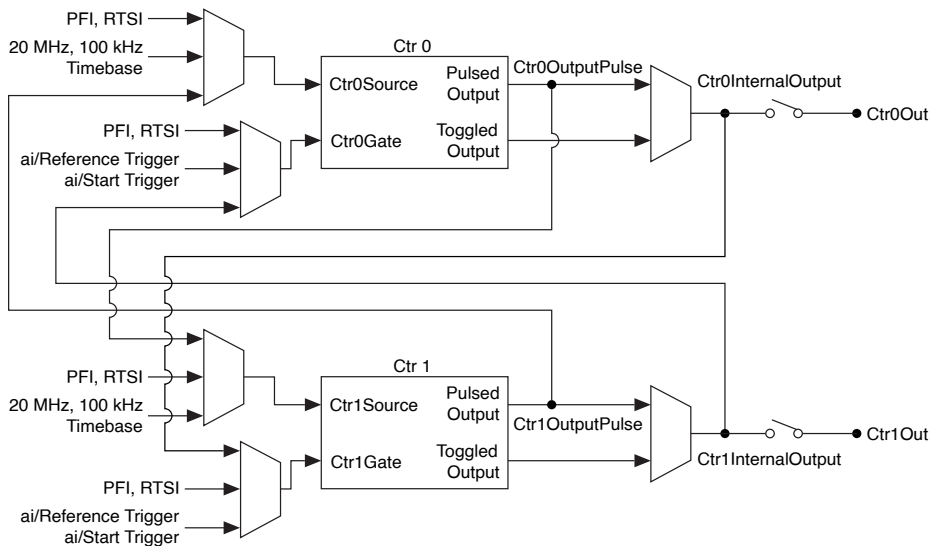 PFI, RTSI
20 MHz, 100 kHz
Timebase
Ctr 0
Ctr0Source
Pulsed
Output
Ctr0OutputPulse
Ctr0InternalOutput
Ctr0Out
PFI, RTSI
ai/Reference Trigger
ai/Start Trigger
Ctr0Gate
Toggled
Output
PFI, RTSI
20 MHz, 100 kHz
Timebase
Ctr 1
Ctr1Source
Pulsed
Output
Ctr1OutputPulse
Ctr1Out
Ctr1InternalOutput
Ctr1Gate
Toggled
Output
PFI, RTSI
ai/Reference Trigger
ai/Start Trigger